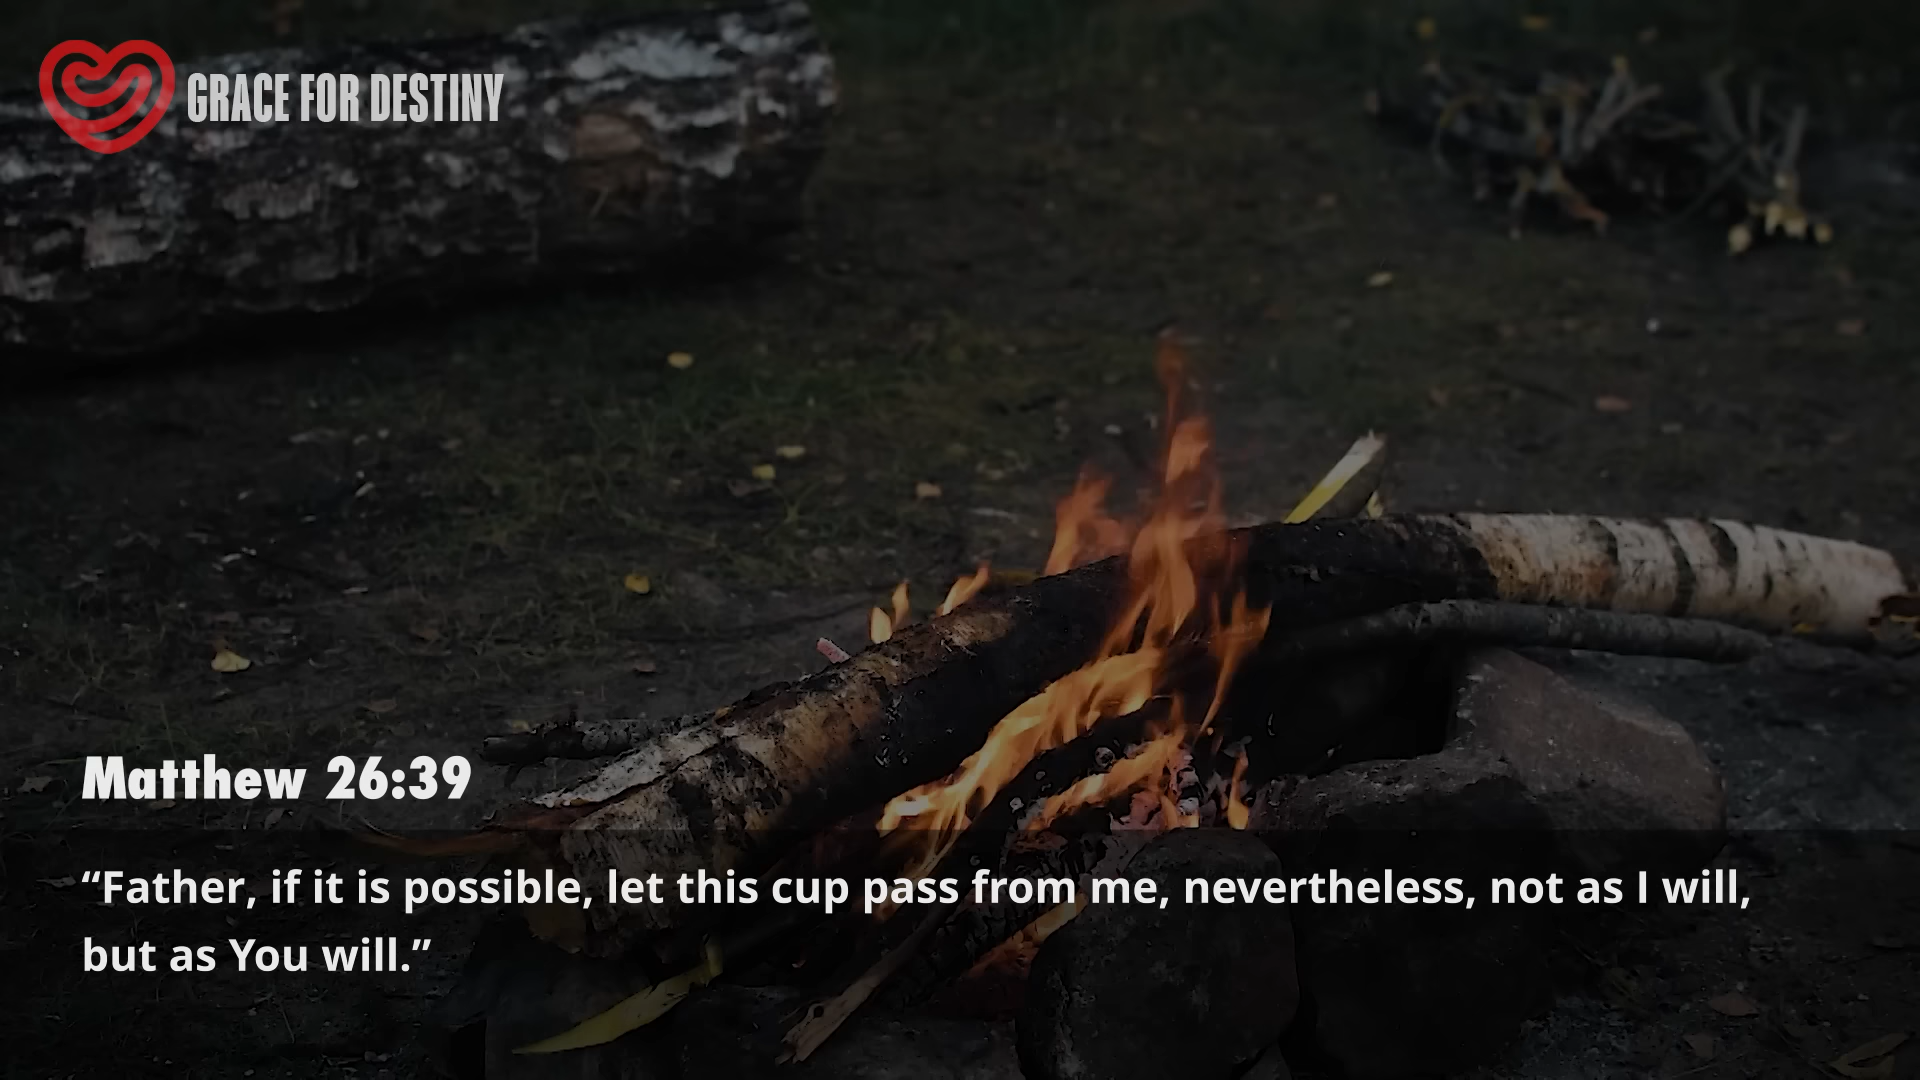 GRACE FOR DESTINY
Matthew 26:39
“Father, if it is possible, let this cup pass from me, nevertheless, not as I will,
but as You will.”